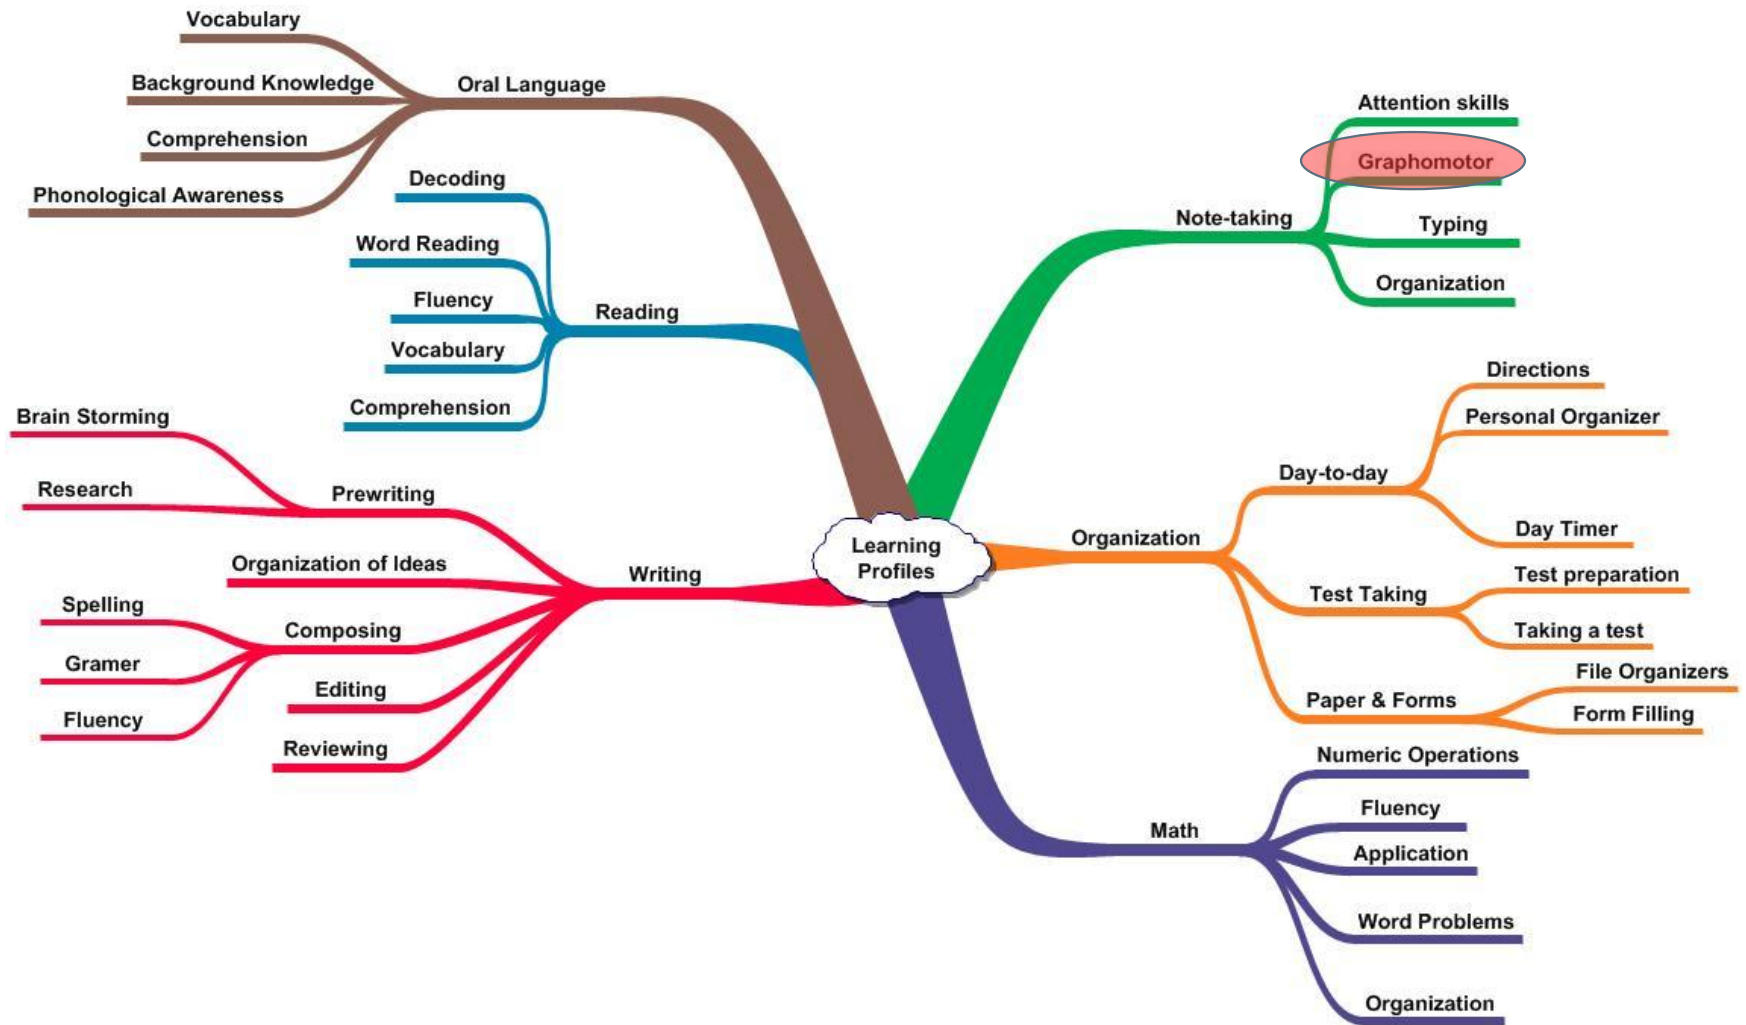 Vocabulary
Background Knowledge
Oral Language
Comprehension
Phonological Awareness
Decoding
Word Reading
Fluency
Reading
Vocabulary
Comprehension
Brain Storming
Research
Prewriting
Organization of Ideas
Writing
Spelling
Composing
Gramer
Editing
Fluency
Reviewing
Learning
Profiles
Attention skills
Graphomotor
Note-taking
Typing
Organization
Directions
Personal Organizer
Day-to-day
Day Timer
Organization
Test preparation
Test Taking
Taking a test
File Organizers
Paper & Forms
Form Filling
Numeric Operations
Fluency
Math
Application
Word Problems
Organization